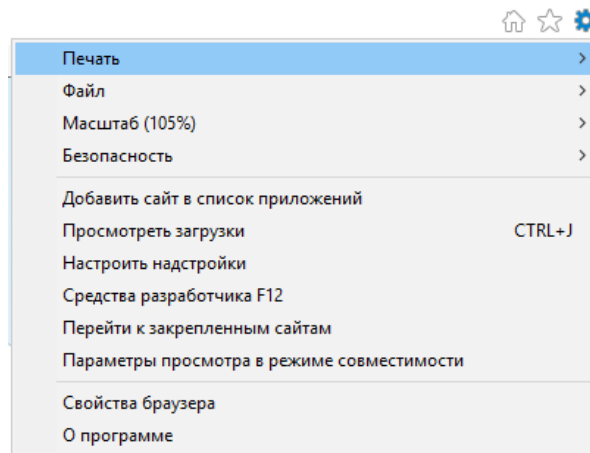 Печать
Файл
Масштаб (105%)
Безопасность
Добавить сайт в список приложений
Просмотреть загрузки CTRL+J
Настроить надстройки
Средства разработчика F12
Перейти к закрепленным сайтам
Параметры просмотра в режиме совместимости
Свойства браузера
О программе